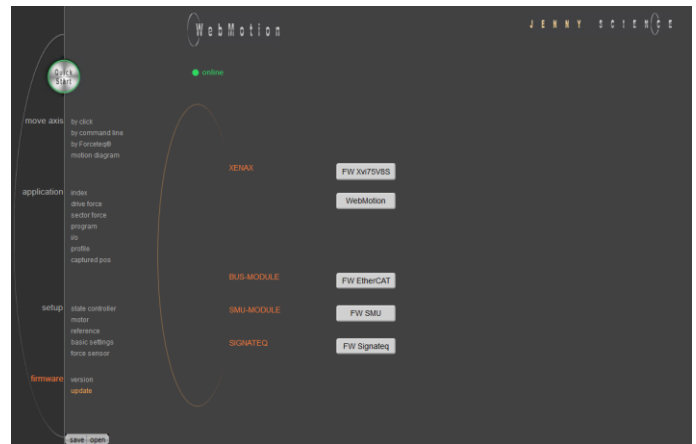 WebMotion
JENNY SCIENCE
Quick
Start
online
move axis
by click
by command line
by Forceteq®
motion diagram
XENAX
FW Xvi75V8S
WebMotion
application
index
drive force
sector force
program
i/o
profile
captured pos
BUS-MODULE
FW EtherCAT
SMU-MODULE
FW SMU
SIGNATEQ
FW Signateq
setup
state controller
motor
reference
basic settings
force sensor
firmware
version
update
save open